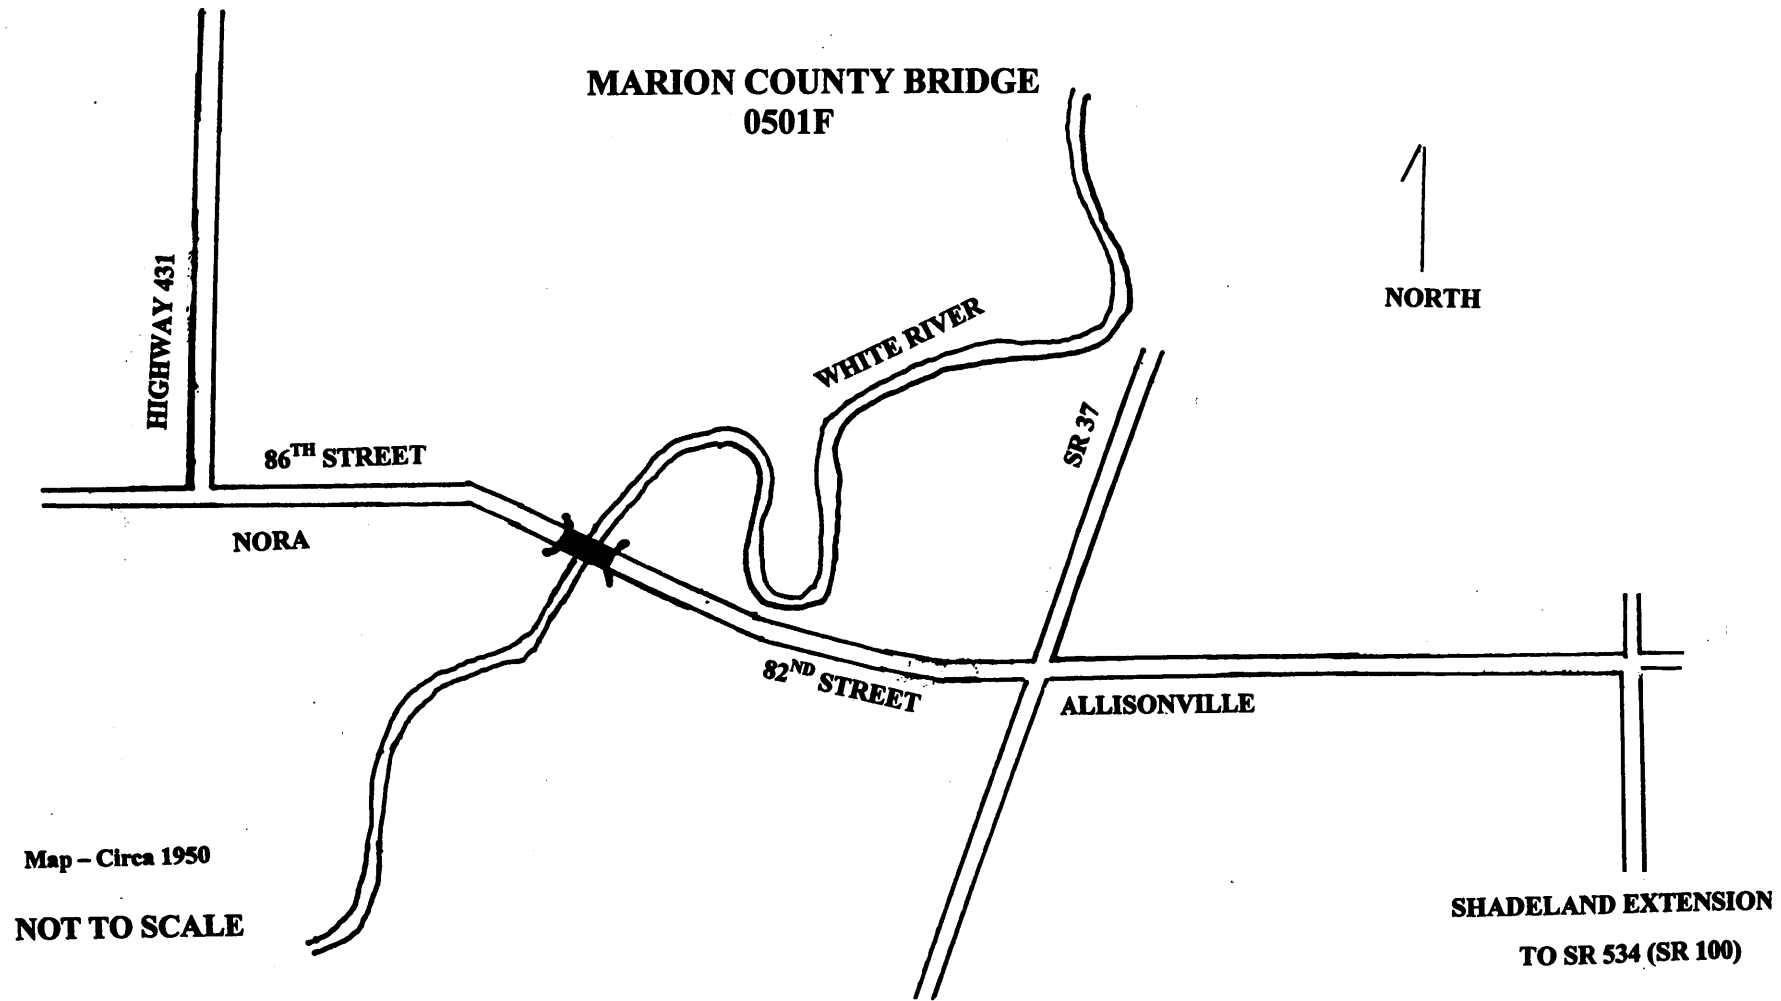 MARION COUNTY BRIDGE
0501F
NORTH
WHITE RIVER
HIGHWAY 431
SR 37
86TH STREET
NORA
82ND STREET
ALLISONVILLE
Map – Circa 1950
NOT TO SCALE
SHADELAND EXTENSION
TO SR 534 (SR 100)